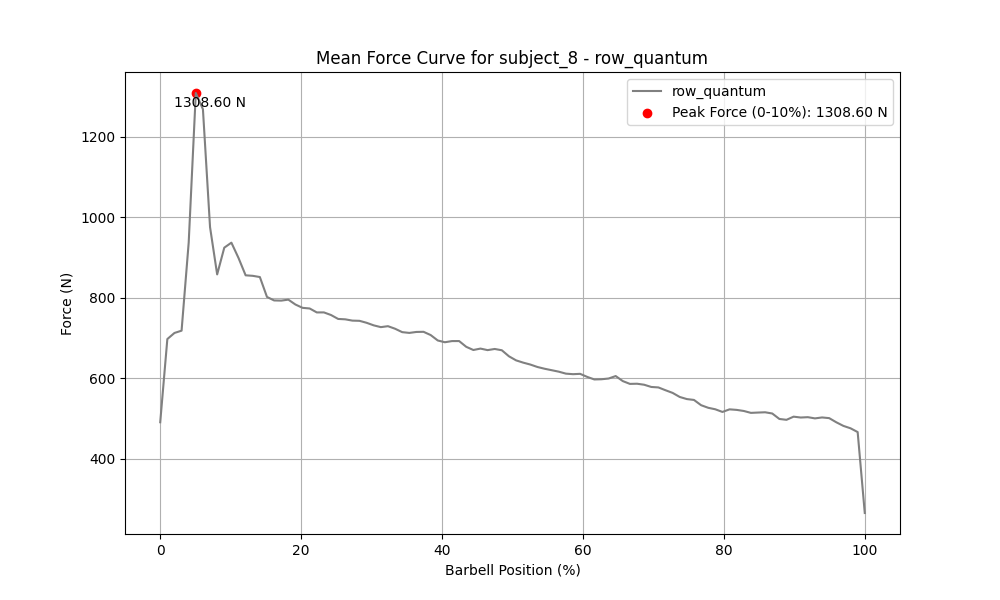 Mean Force Curve for subject_8 - row_quantum
row_quantum
Peak Force (0-10%): 1308.60 N
1308.60 N
1200
1000
800
600
400
Force (N)
0 20 40 60 80 100
Barbell Position (%)